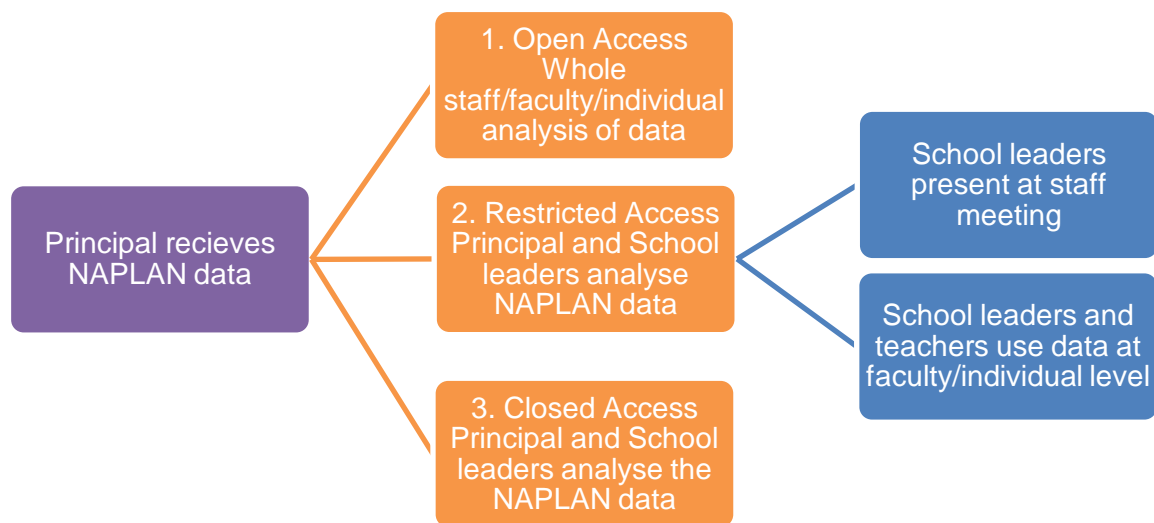 Principal recieves
NAPLAN data
1. Open Access
Whole
staff/faculty/individual
analysis of data
2. Restricted Access
Principal and School
leaders analyse
NAPLAN data
3. Closed Access
Principal and School
leaders analyse the
NAPLAN data
School leaders
present at staff
meeting
School leaders and
teachers use data at
faculty/individual level